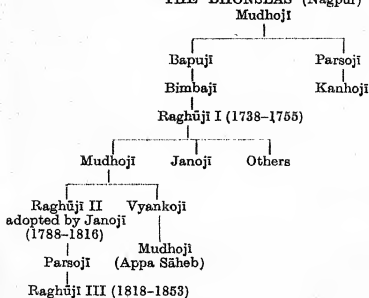 THE BHONSLAS (Nagpur)
Mudhojī
Bapujī Parsojī
Bimbajī Kanhojī
Raghūjī I (1738–1755)
Mudhojī Janojī Others
Raghūjī II Vyankojī
adopted by Janojī
(1788–1816) Mudhojī
Parsojī (Appa Sāheb)
Raghūjī III (1818–1853)